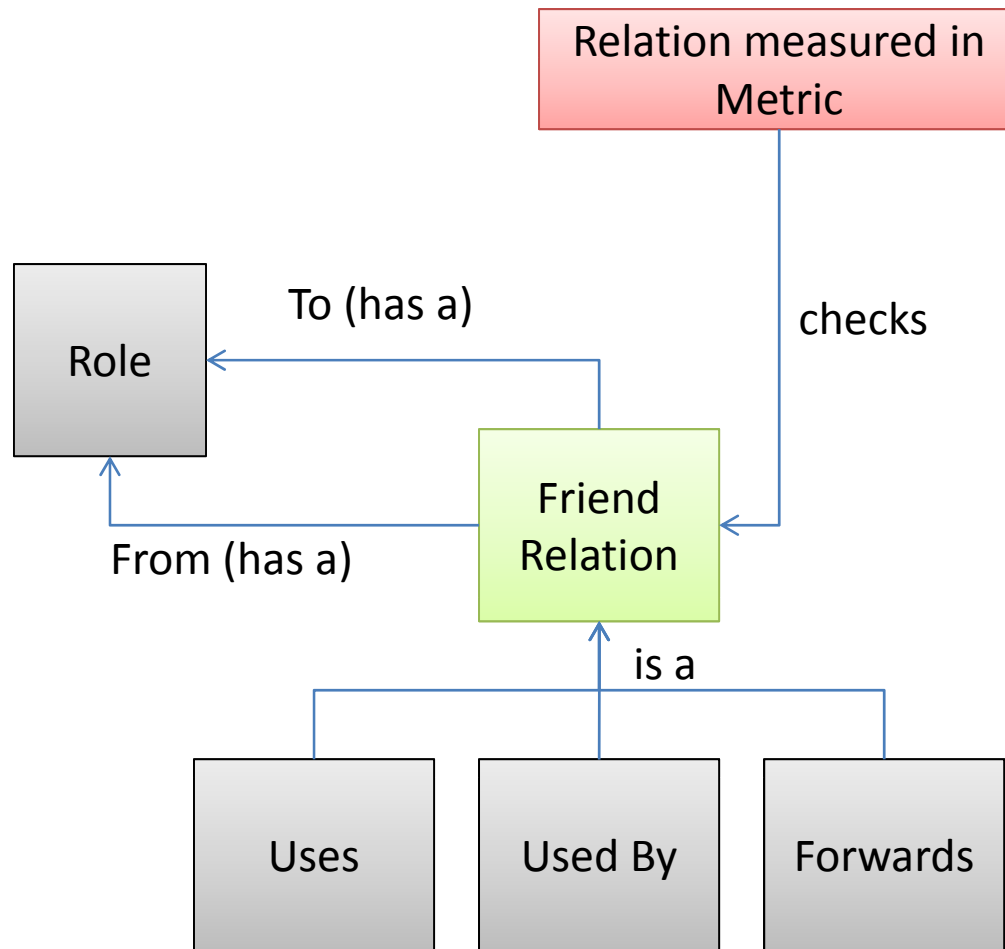 Relation measured in
Metric
To (has a)
checks
Role
Friend
Relation
From (has a)
is a
Uses
Used By
Forwards